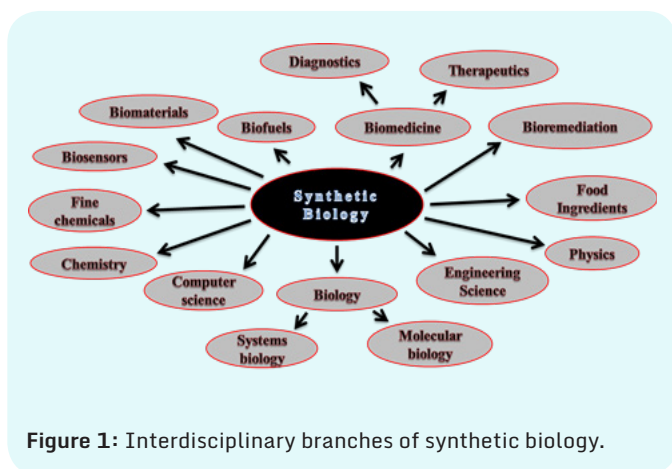 Diagnostics
Therapeutics
Biomaterials
Biofuels
Biomedicine
Bioremediation
Biosensors
Synthetic
Biology
Food
Ingredients
Fine
chemicals
Chemistry
Physics
Computer
science
Biology
Engineering
Science
Systems
biology
Molecular
biology
Figure 1: Interdisciplinary branches of synthetic biology.